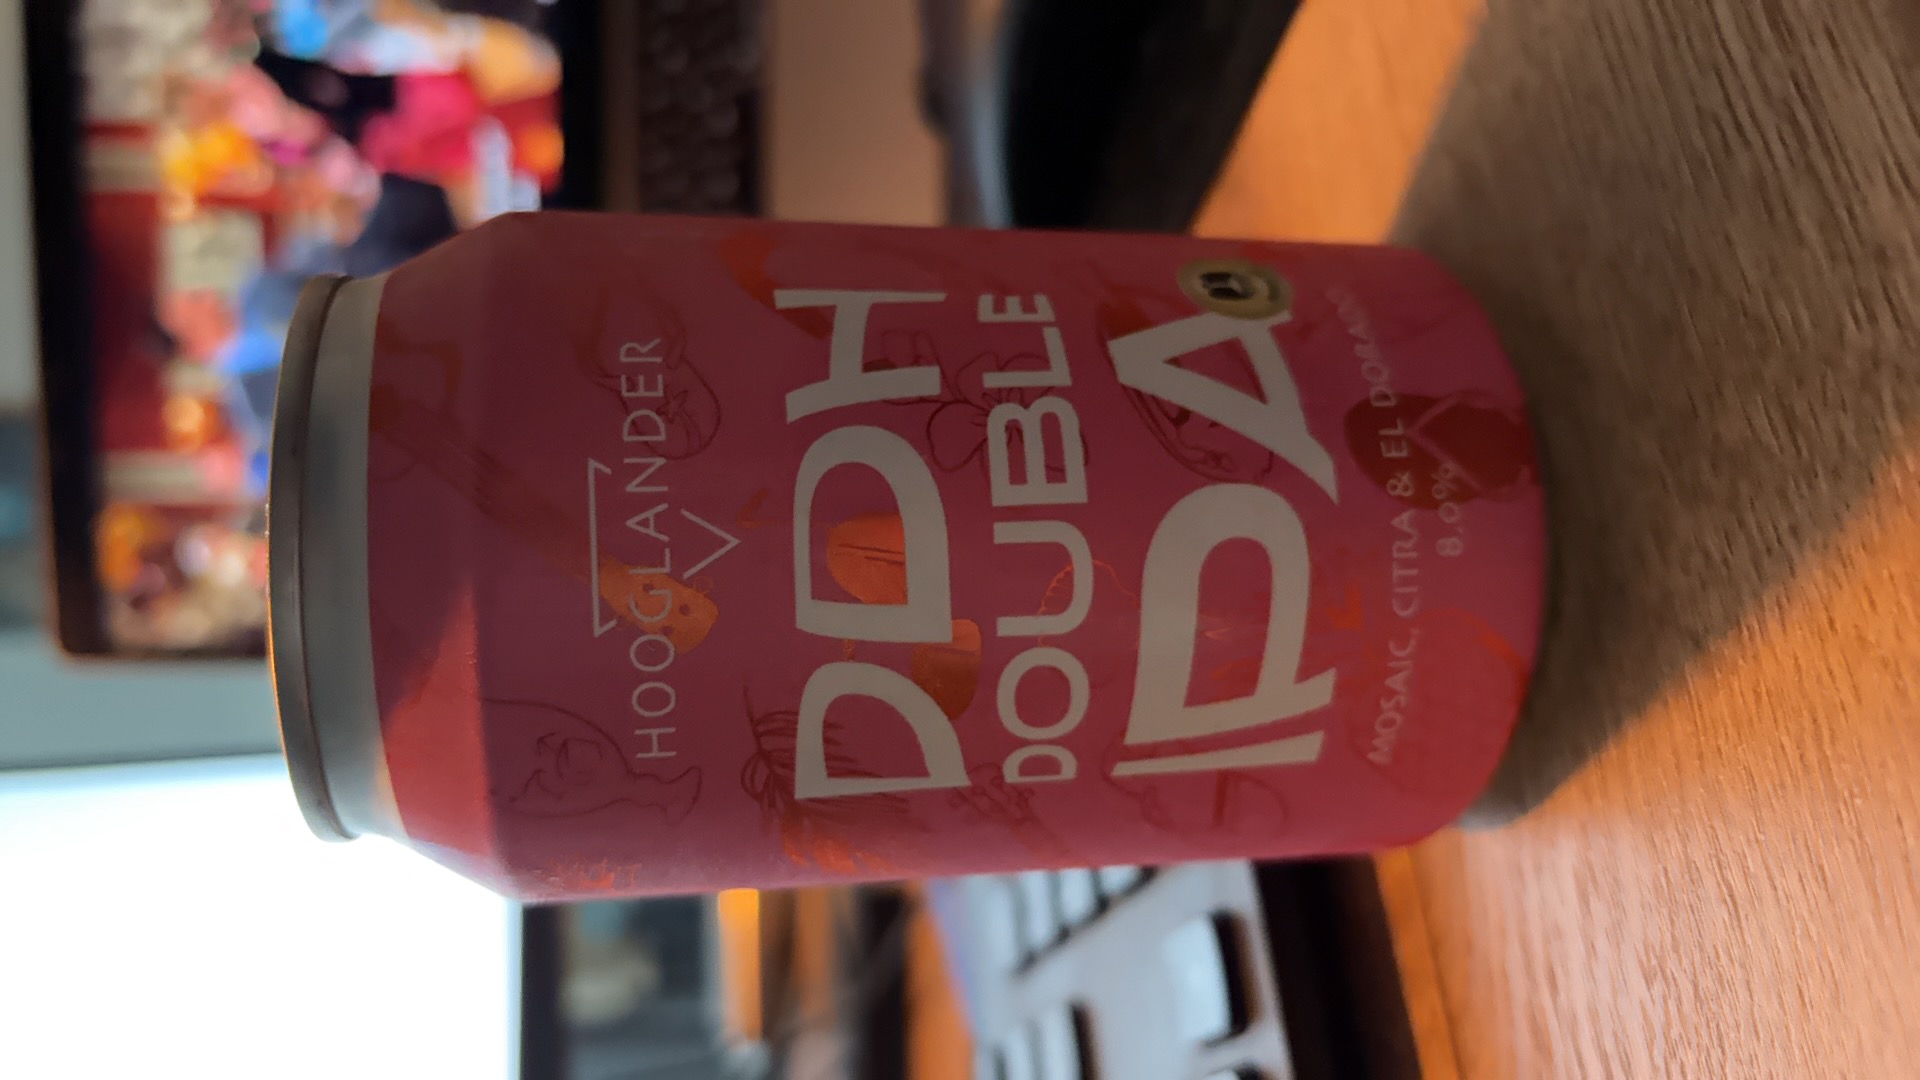 HOOGLANDER
DDH
DOUBLE
IPA
MOSAIC, CITRA & EL DORADO
8.0%